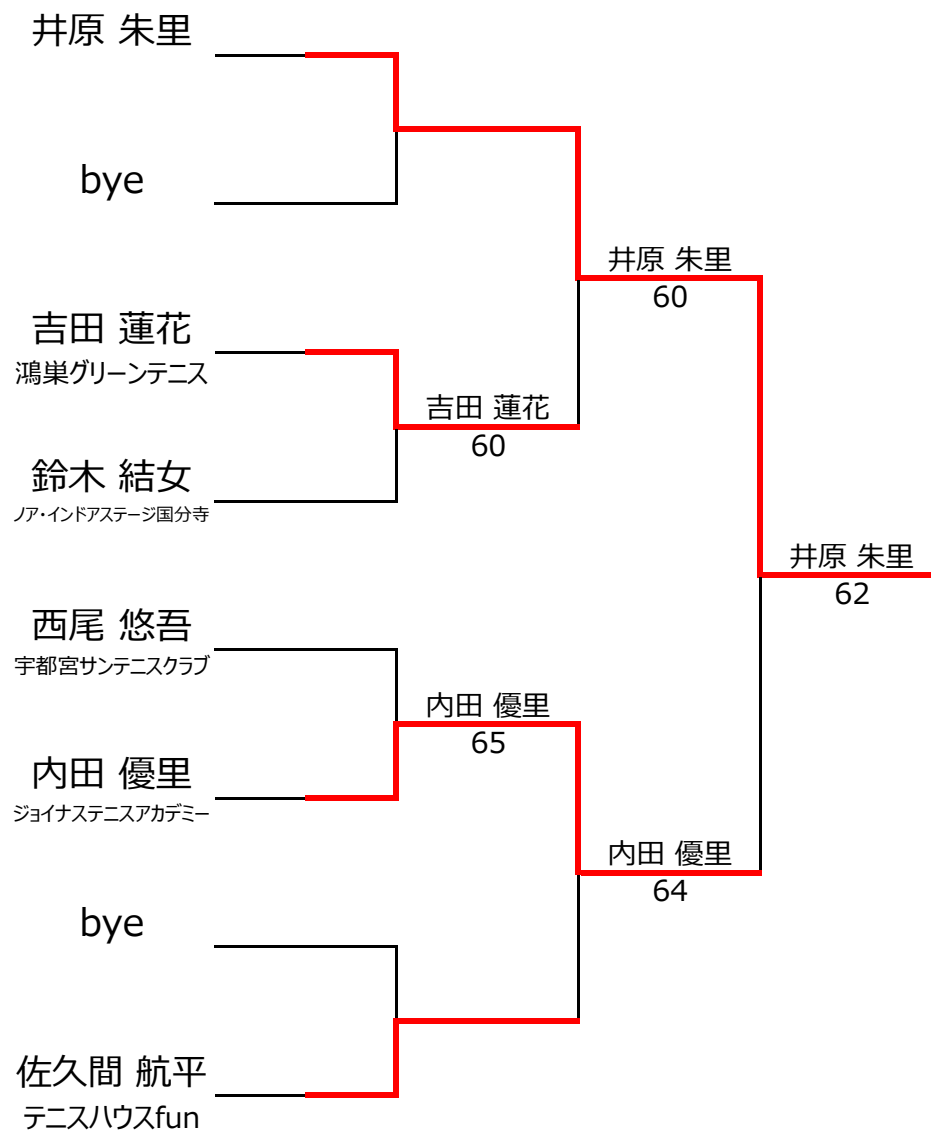 井原 朱里
bye
吉田 蓮花
鴻巣グリーンテニス
鈴木 結女
ノア・インドアステージ国分寺
西尾 悠吾
宇都宮サンテニスクラブ
内田 優里
ジョイナステニスアカデミー
bye
佐久間 航平
テニスハウスfun
吉田 蓮花
60
内田 優里
65
井原 朱里
60
内田 優里
64
井原 朱里
62